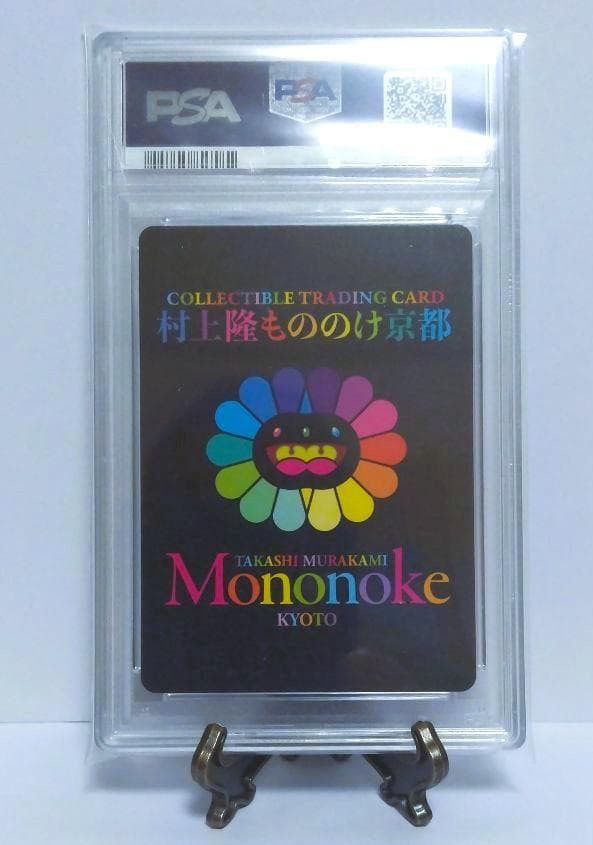 PSA
PSA
COLLECTIBLE TRADING CARD
村上隆もののけ京都
TAKASHI MURAKAMI
Mononoke
KYOTO